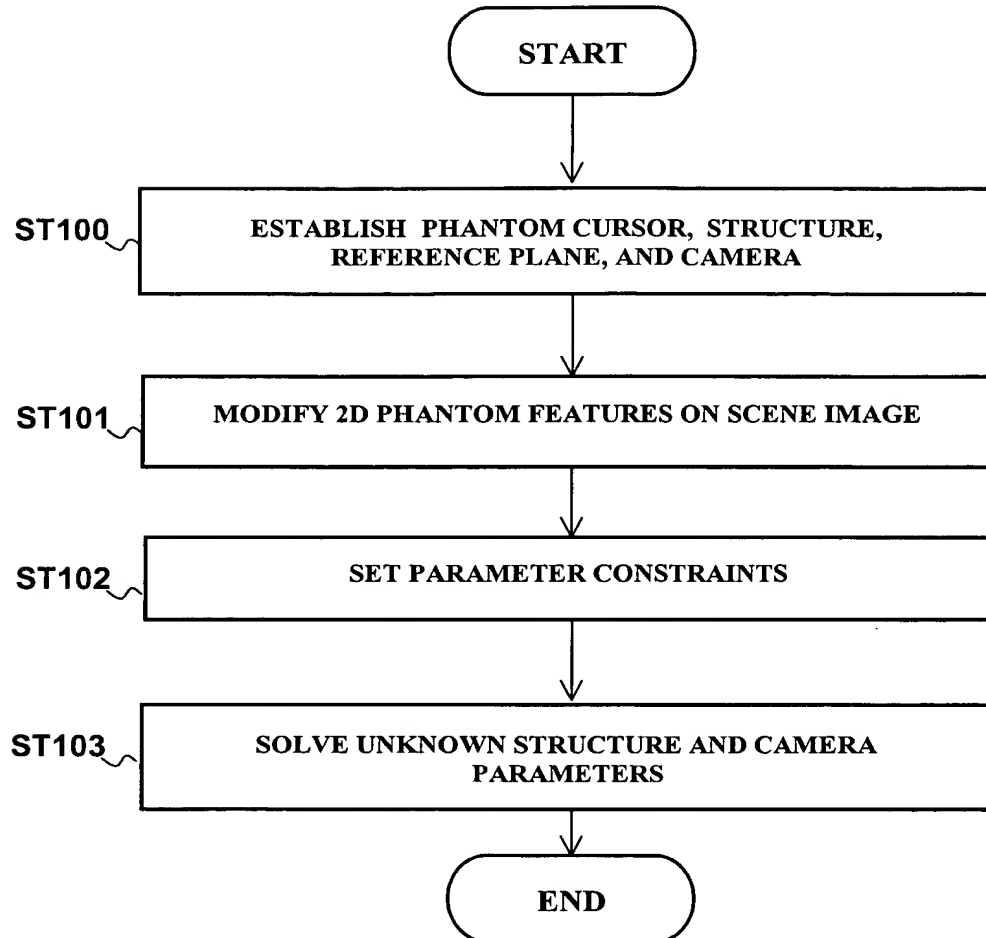 START
ST100
ESTABLISH PHANTOM CURSOR, STRUCTURE,
REFERENCE PLANE, AND CAMERA
ST101
MODIFY 2D PHANTOM FEATURES ON SCENE IMAGE
ST102
SET PARAMETER CONSTRAINTS
ST103
SOLVE UNKNOWN STRUCTURE AND CAMERA
PARAMETERS
END